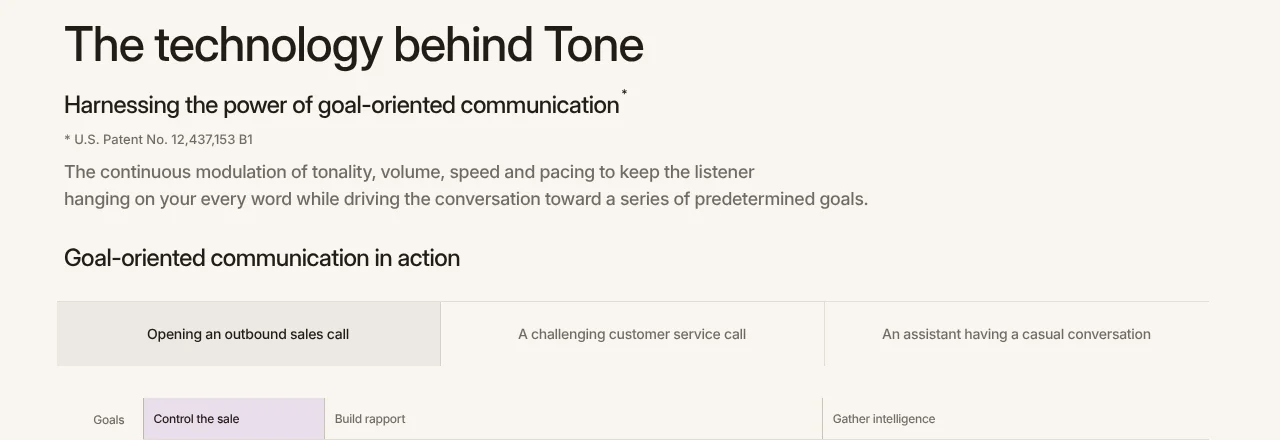 The technology behind Tone
Harnessing the power of goal-oriented communication*
* U.S. Patent No. 12,437,153 B1
The continuous modulation of tonality, volume, speed and pacing to keep the listener
hanging on your every word while driving the conversation toward a series of predetermined goals.
Goal-oriented communication in action
Opening an outbound sales call
A challenging customer service call
An assistant having a casual conversation
Goals
Control the sale
Build rapport
Gather intelligence